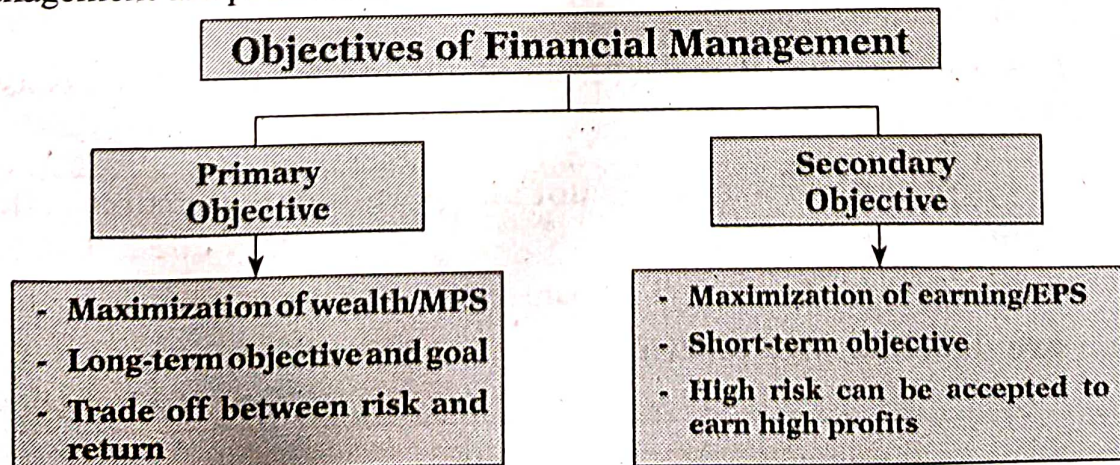 Objectives of Financial Management
Primary
Objective
- Maximization of wealth/MPS
- Long-term objective and goal
- Trade off between risk and
return
Secondary
Objective
- Maximization of earning/EPS
- Short-term objective
- High risk can be accepted to
earn high profits